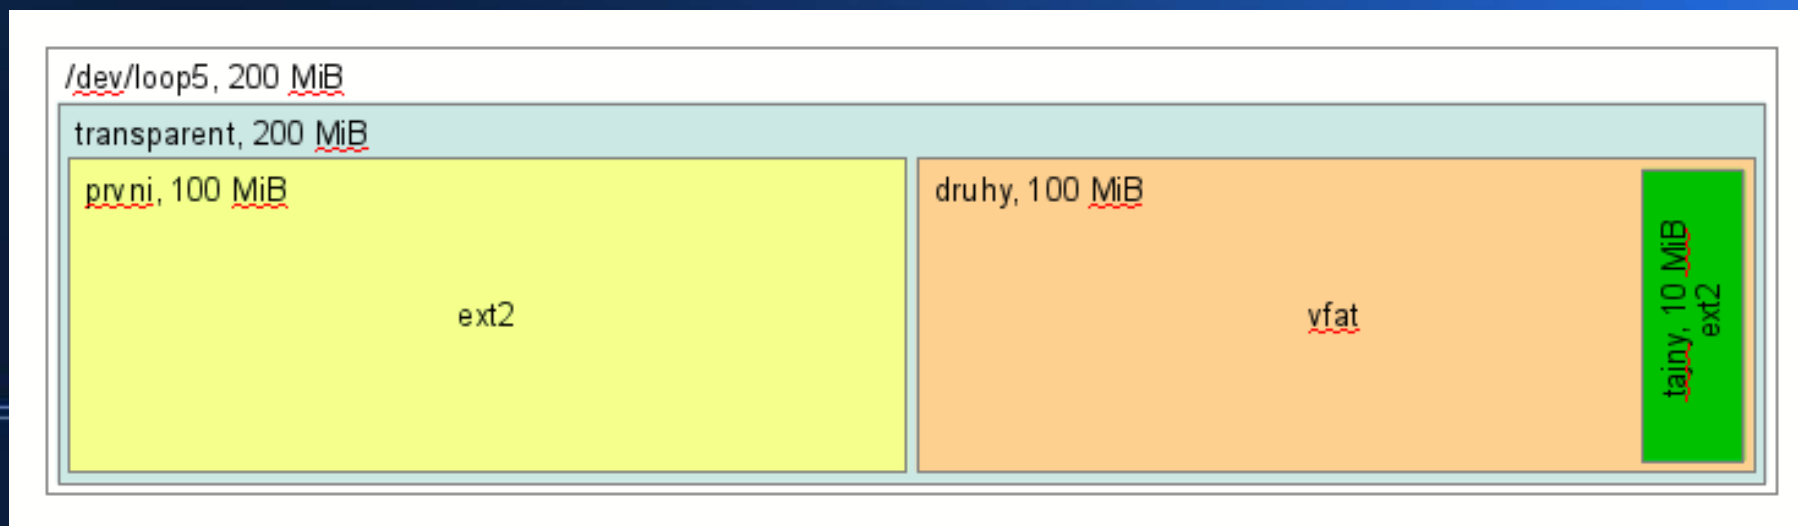 /dev/loop5, 200 MiB
transparent, 200 MiB
prvni, 100 MiB
druhy, 100 MiB
ext2
vfat
tajny, 10 MiB
ext2